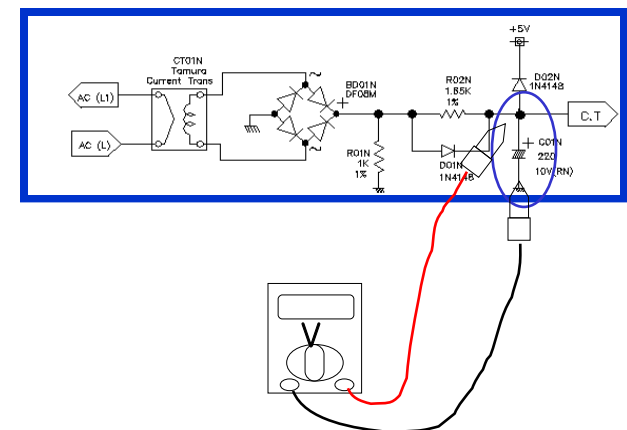 +5V
CT01N
Tamura
Current Trans
AC (L1)
AC (L)
BD01N
DF08M
+
~
~
R02N
1.85K
1%
D02N
1N4148
C.T
R01N
1K
1%
D01N
1N4148
+
C01N
220
10V(RN)
V